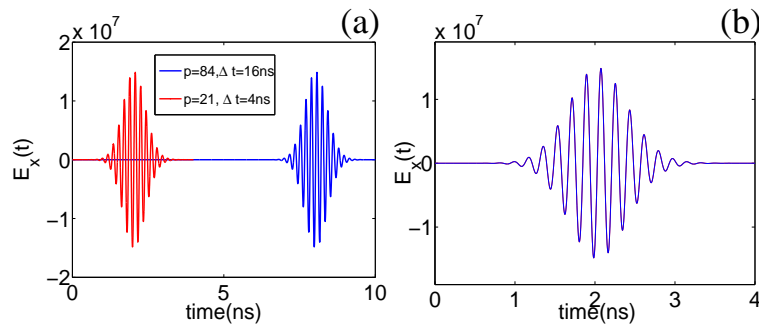 (a)
x 10^7
2
1
0
−1
−2
E_x(t)
p=84,Δ t=16ns
p=21, Δ t=4ns
0
5
10
time(ns)
(b)
x 10^7
1
0
−1
E_x(t)
0
1
2
3
4
time(ns)